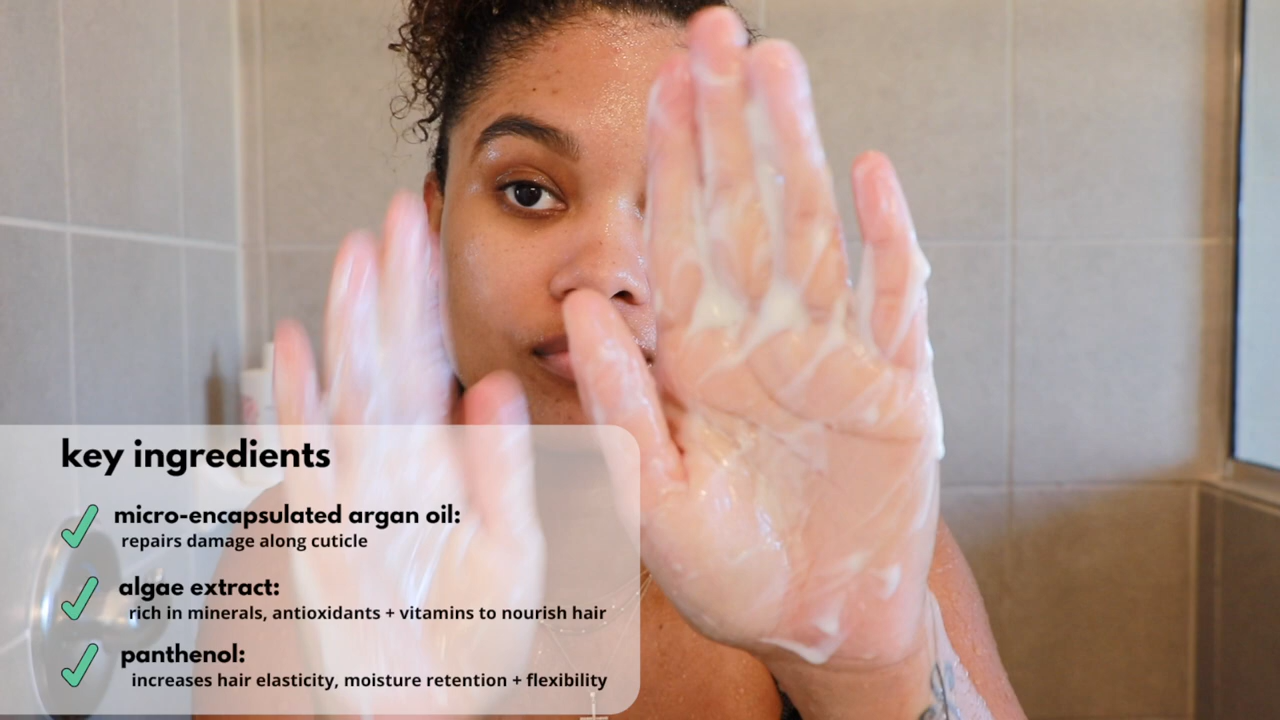 key ingredients
micro-encapsulated argan oil:
repairs damage along cuticle
algae extract:
rich in minerals, antioxidants + vitamins to nourish hair
panthenol:
increases hair elasticity, moisture retention + flexibility